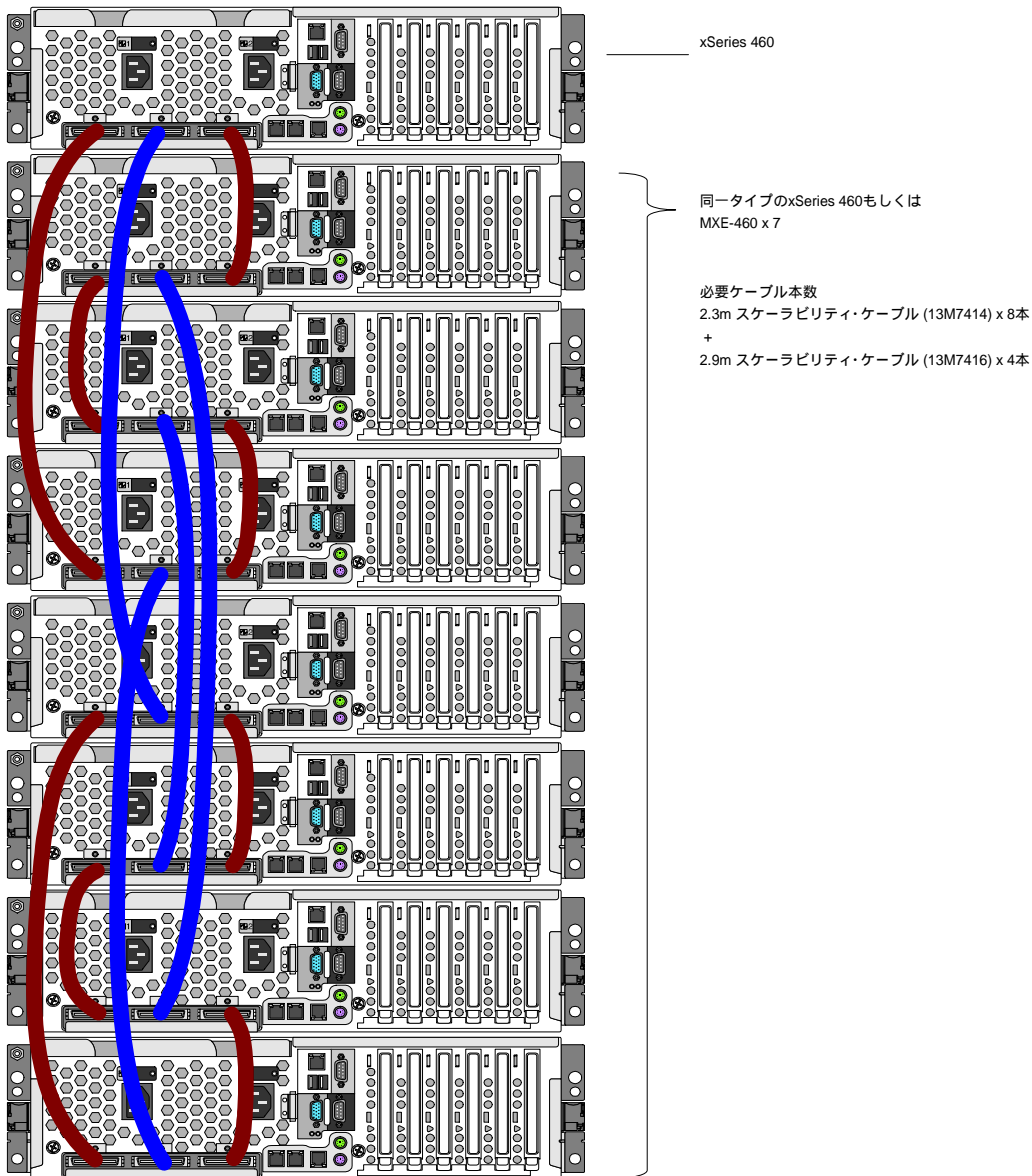 xSeries 460
同一タイプのxSeries 460もしくは
MXE-460 x 7
必要ケーブル本数
2.3m スケーラビリティ・ケーブル (13M7414) x 8本
+
2.9m スケーラビリティ・ケーブル (13M7416) x 4本